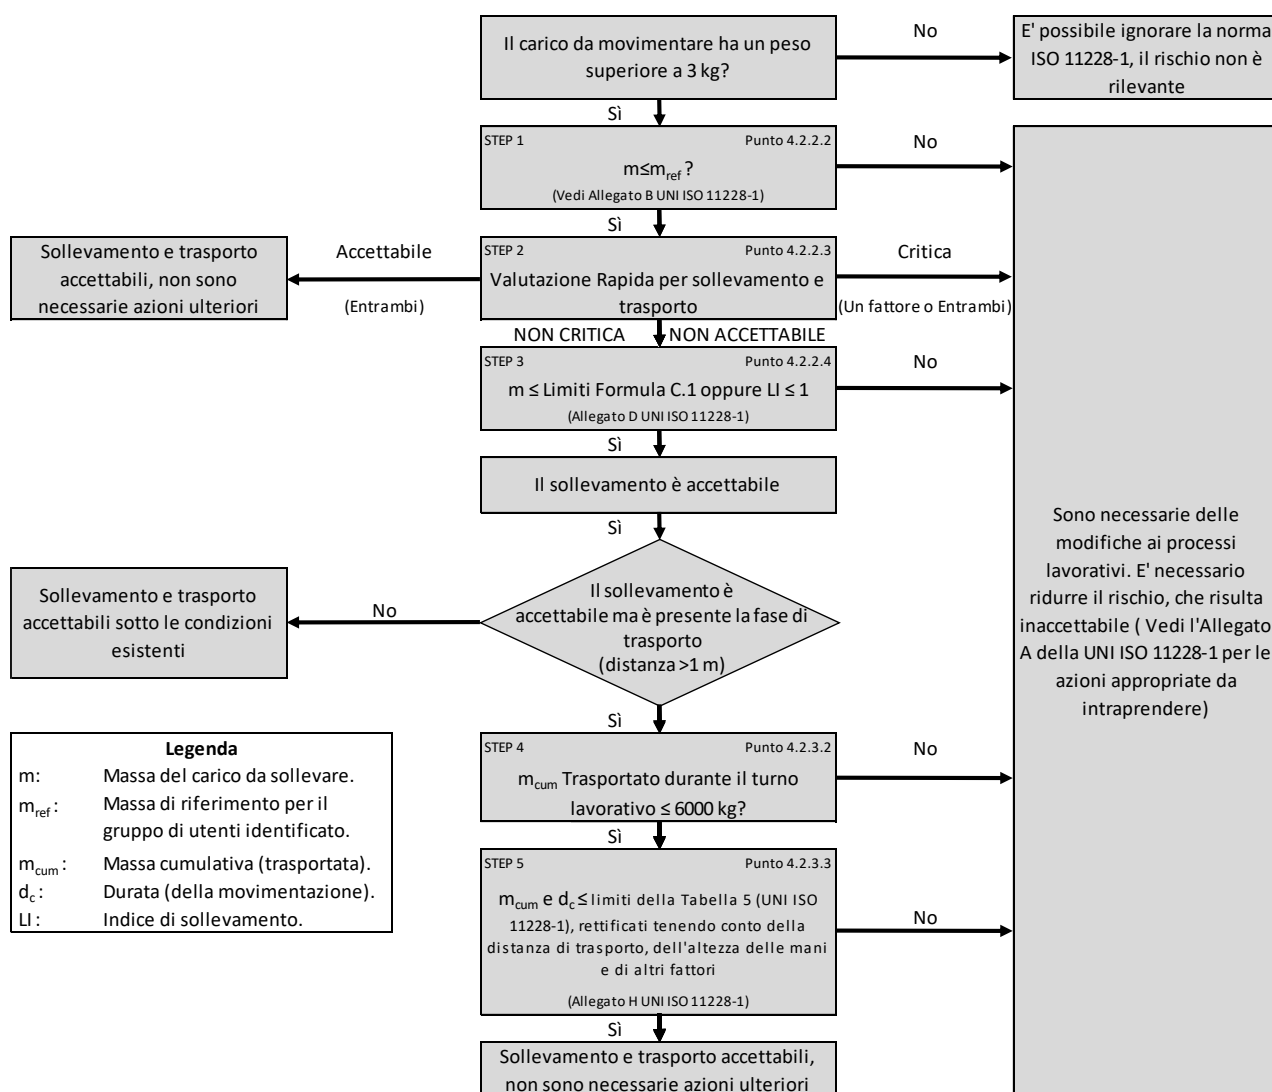 Il carico da movimentare ha un peso
superiore a 3 kg?
No
E' possibile ignorare la norma
ISO 11228-1, il rischio non è
rilevante
Sì
STEP 1 Punto 4.2.2.2
m≤mref ?
(Vedi Allegato B UNI ISO 11228-1)
No
Sì
Sollevamento e trasporto
accettabili, non sono
necessarie azioni ulteriori
Accettabile
(Entrambi)
STEP 2 Punto 4.2.2.3
Valutazione Rapida per sollevamento e
trasporto
Critica
(Un fattore o Entrambi)
NON CRITICA NON ACCETTABILE
STEP 3 Punto 4.2.2.4
m ≤ Limiti Formula C.1 oppure LI ≤ 1
(Allegato D UNI ISO 11228-1)
No
Sì
Il sollevamento è accettabile
Sì
Sollevamento e trasporto
accettabili sotto le condizioni
esistenti
No
Il sollevamento è
accettabile ma è presente la fase di
trasporto
(distanza >1 m)
Sono necessarie delle
modifiche ai processi
lavorativi. E' necessario
ridurre il rischio, che risulta
inaccettabile ( Vedi l'Allegato
A della UNI ISO 11228-1 per le
azioni appropriate da
intraprendere)
Sì
STEP 4 Punto 4.2.3.2
mcum Trasportato durante il turno
lavorativo ≤ 6000 kg?
No
Sì
STEP 5 Punto 4.2.3.3
mcum e dc ≤ limiti della Tabella 5 (UNI ISO
11228-1), rettificati tenendo conto della
distanza di trasporto, dell'altezza delle mani
e di altri fattori
(Allegato H UNI ISO 11228-1)
No
Sì
Sollevamento e trasporto accettabili,
non sono necessarie azioni ulteriori
Legenda
m: Massa del carico da sollevare.
mref : Massa di riferimento per il
gruppo di utenti identificato.
mcum : Massa cumulativa (trasportata).
dc : Durata (della movimentazione).
LI : Indice di sollevamento.